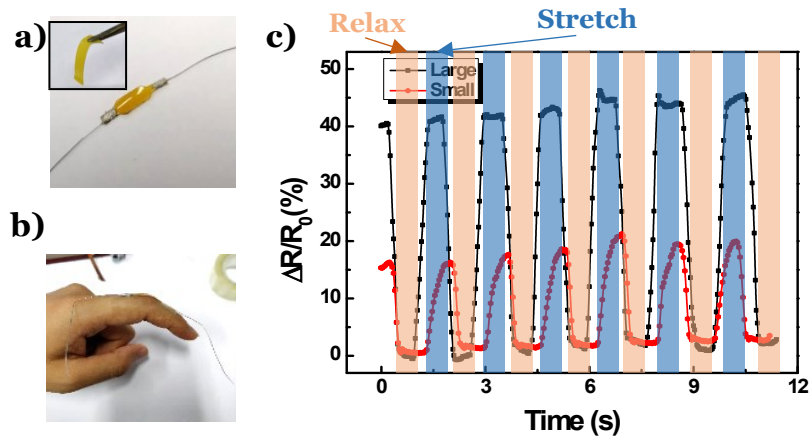 a)
b)
c)
Relax
Stretch
Large
Small
ΔR/R0(%)
50
40
30
20
10
0
0
3
6
9
12
Time (s)